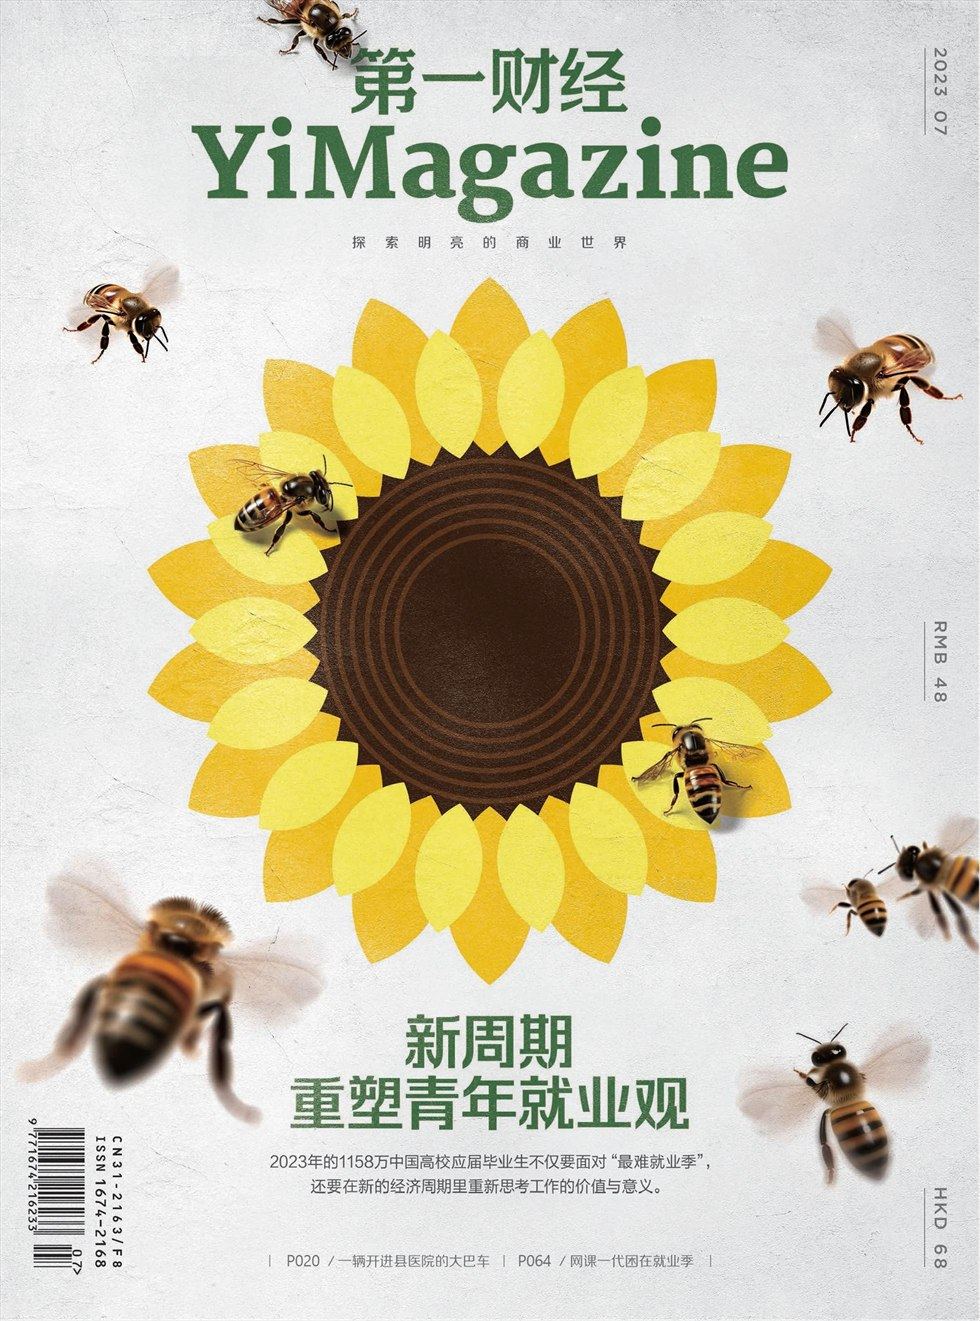 第一财经
YiMagazine
探索明亮的商业世界
2023 07
RMB 48
HKD 68
新周期
重塑青年就业观
2023年的1158万中国高校应届毕业生不仅要面对“最难就业季”，
还要在新的经济周期里重新思考工作的价值与意义。
| P020 / 一辆开进县医院的大巴车 | P064 / 网课一代困在就业季 |
CN31-2163/F8
ISSN 1674-2168
9 771674 216233
07>